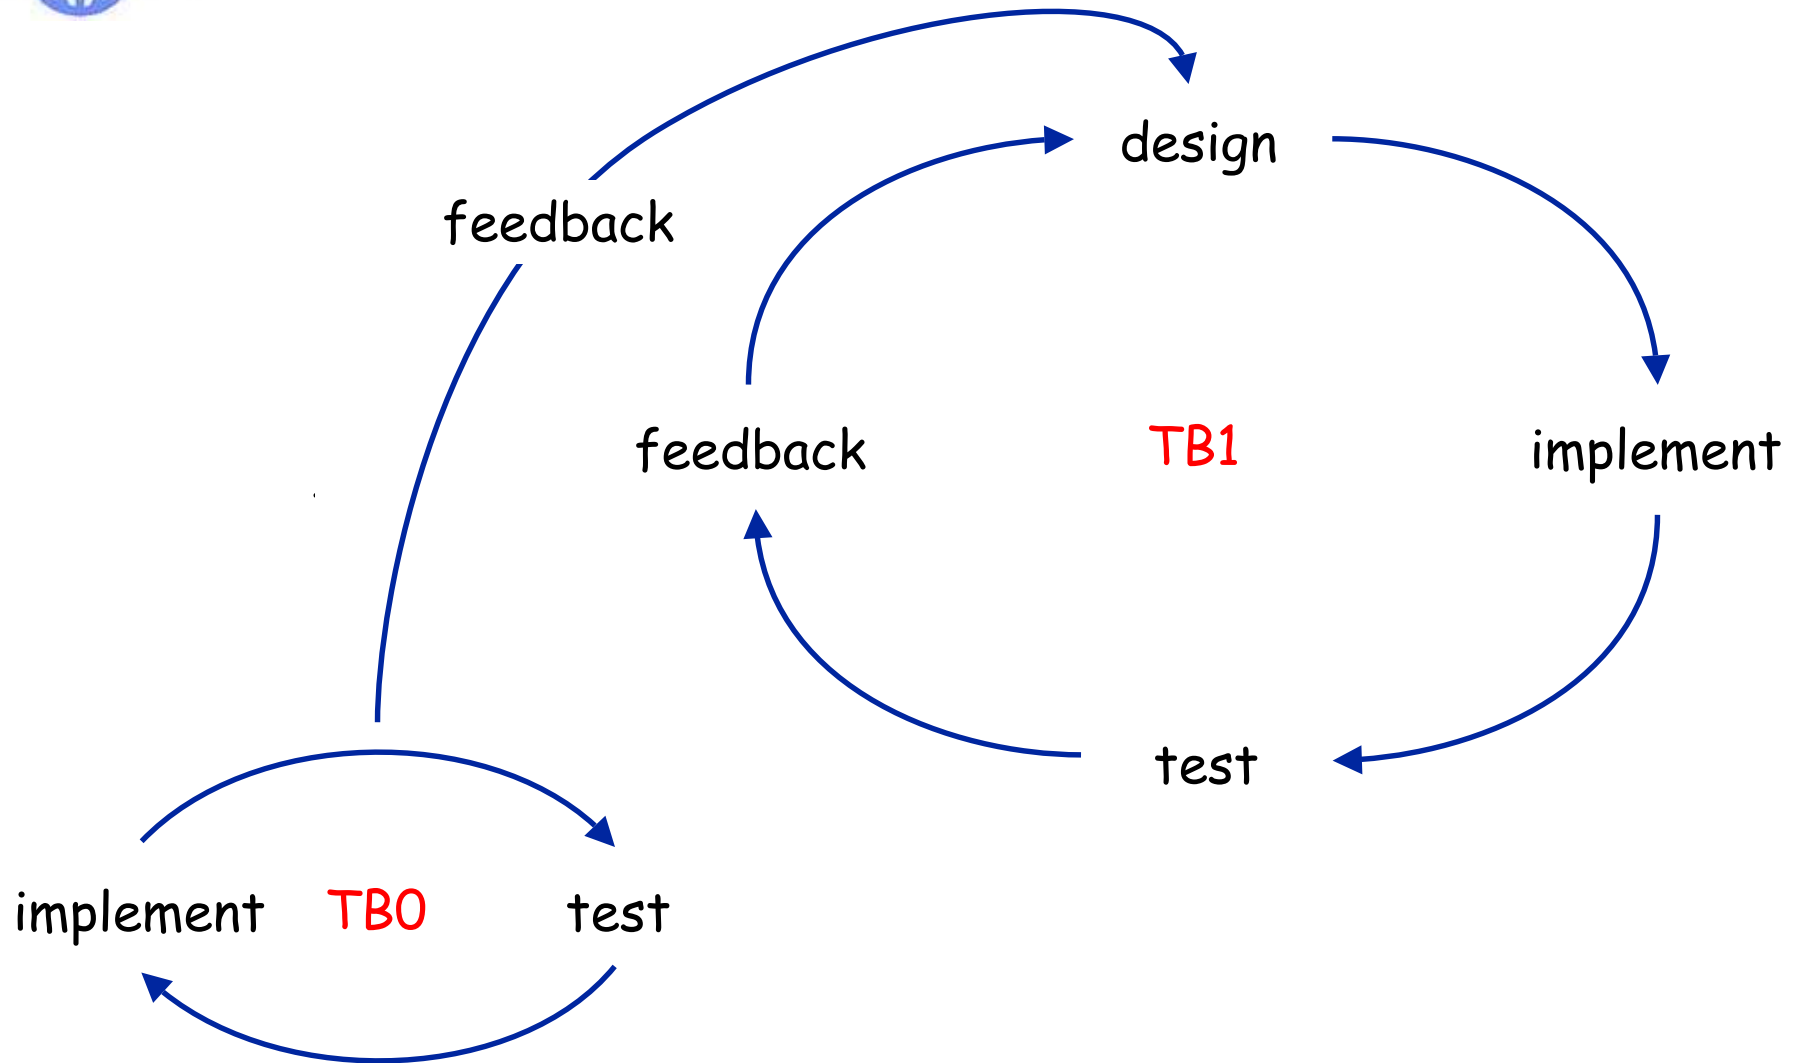 design
feedback
feedback
TB1
implement
test
implement
TB0
test